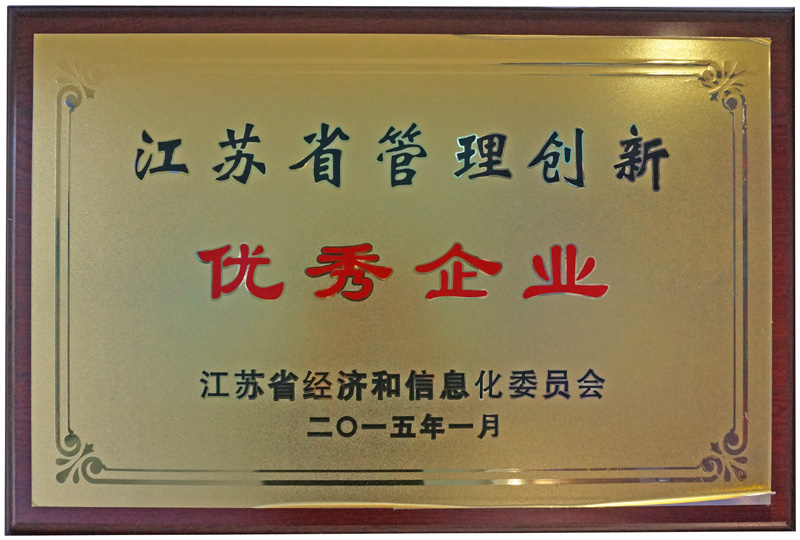 江苏省管理创新
优秀企业
江苏省经济和信息化委员会
二〇一五年一月